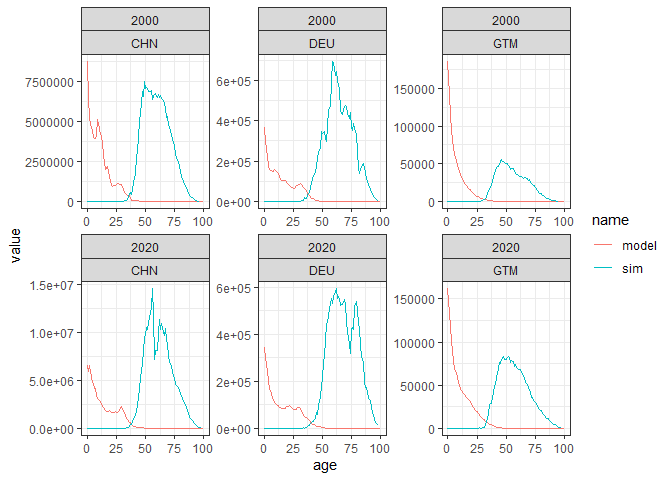 2000 2000 2000
CHN DEU GTM
7500000 6e+05 150000
5000000 4e+05 100000
2500000 2e+05 50000
0 0e+00 0
0 25 50 75 100 0 25 50 75 100 0 25 50 75 100
name
model
sim
value
2020 2020 2020
CHN DEU GTM
1.5e+07 6e+05 150000
1.0e+07 4e+05 100000
5.0e+06 2e+05 50000
0.0e+00 0e+00 0
0 25 50 75 100 0 25 50 75 100 0 25 50 75 100
age